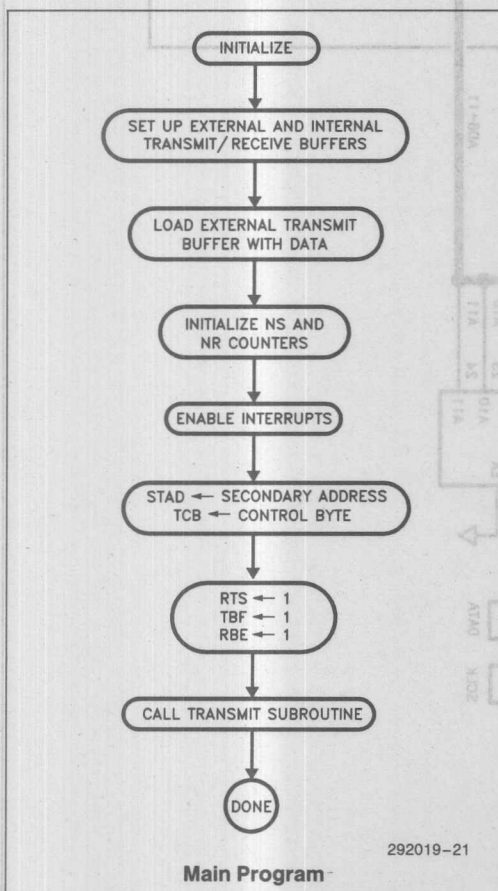 INITIALIZE
SET UP EXTERNAL AND INTERNAL
TRANSMIT/RECEIVE BUFFERS
LOAD EXTERNAL TRANSMIT
BUFFER WITH DATA
INITIALIZE NS AND
NR COUNTERS
ENABLE INTERRUPTS
STAD ← SECONDARY ADDRESS
TCB ← CONTROL BYTE
RTS ← 1
TBF ← 1
RBE ← 1
CALL TRANSMIT SUBROUTINE
DONE
292019-21
Main Program